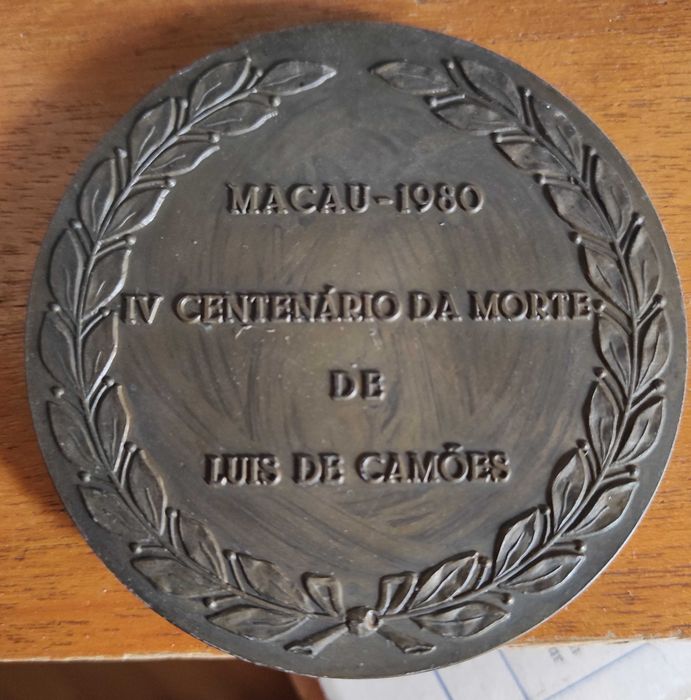 MACAU-1980
IV CENTENÁRIO DA MORTE
DE
LUIS DE CAMÕES